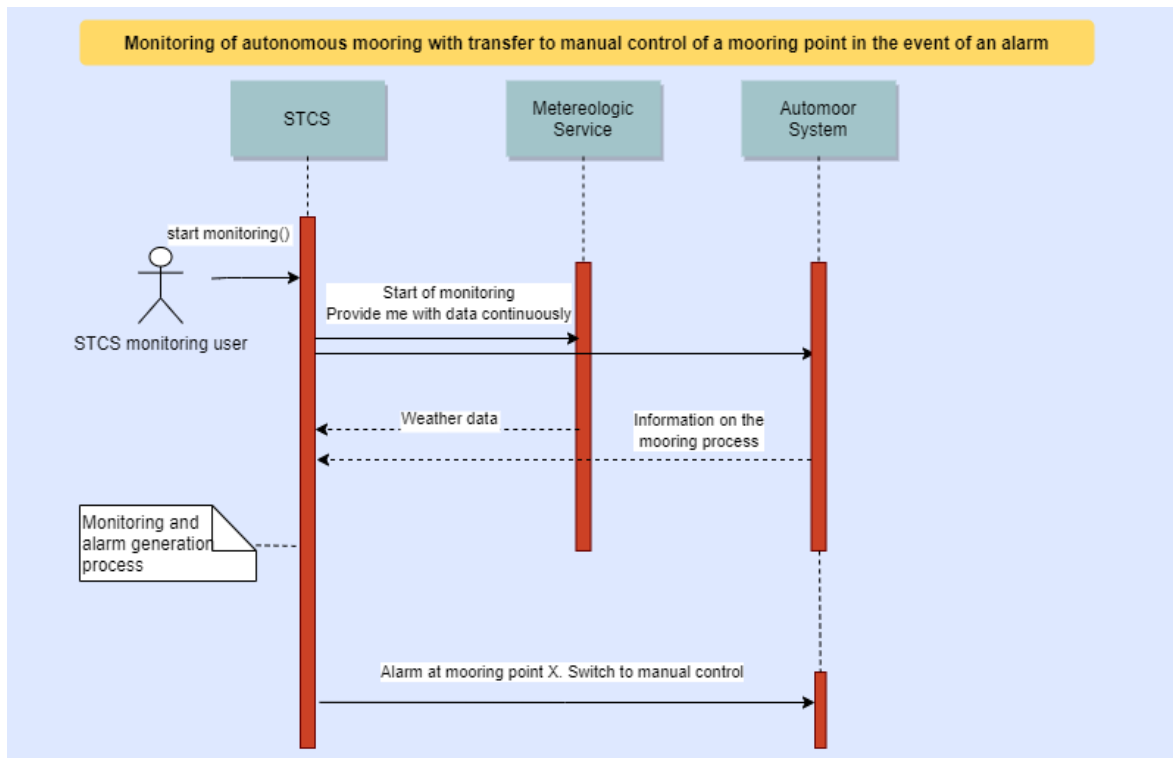 Monitoring of autonomous mooring with transfer to manual control of a mooring point in the event of an alarm
STCS
Metereologic
Service
Automoor
System
start monitoring()
STCS monitoring user
Start of monitoring
Provide me with data continuously
Weather data
Information on the
mooring process
Monitoring and
alarm generation
process
Alarm at mooring point X. Switch to manual control